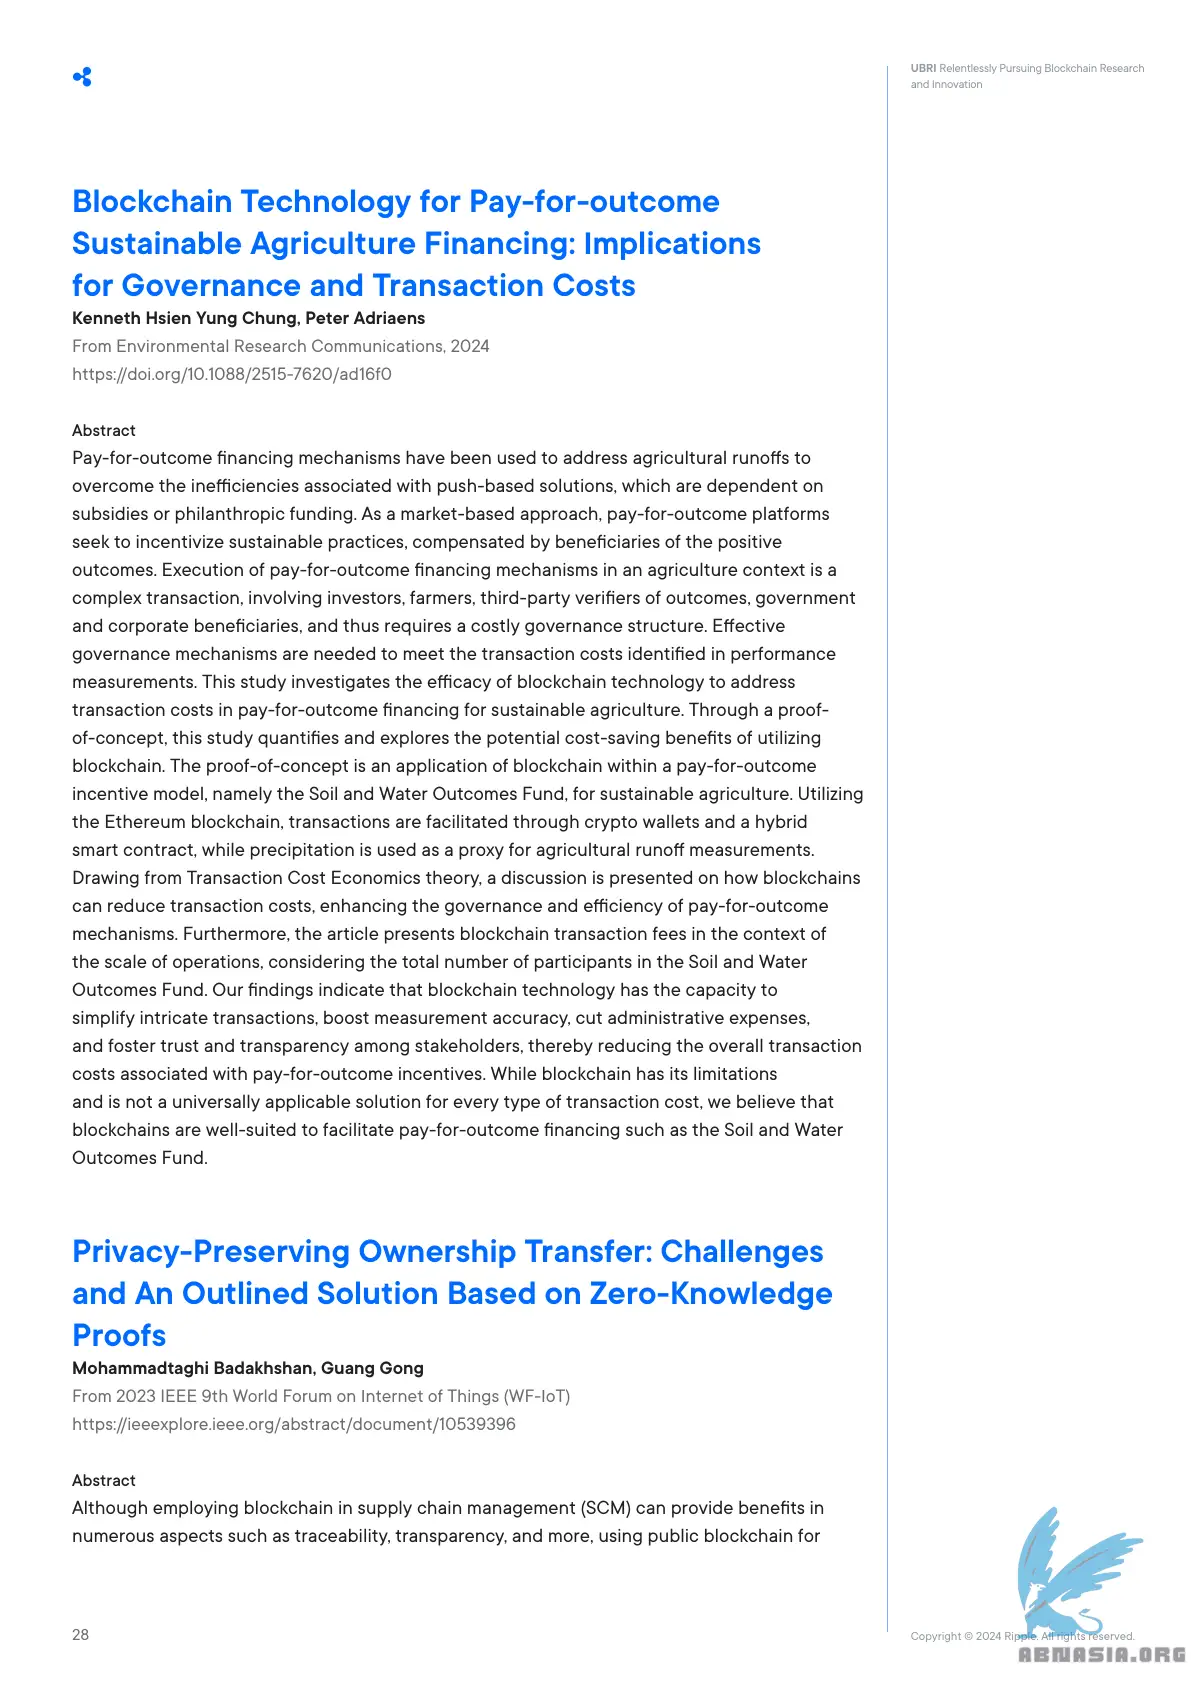 UBRI Relentlessly Pursuing Blockchain Research
and Innovation
Blockchain Technology for Pay-for-outcome
Sustainable Agriculture Financing: Implications
for Governance and Transaction Costs
Kenneth Hsien Yung Chung, Peter Adriaens
From Environmental Research Communications, 2024
https://doi.org/10.1088/2515-7620/ad16f0
Abstract
Pay-for-outcome financing mechanisms have been used to address agricultural runoffs to
overcome the inefficiencies associated with push-based solutions, which are dependent on
subsidies or philanthropic funding. As a market-based approach, pay-for-outcome platforms
seek to incentivize sustainable practices, compensated by beneficiaries of the positive
outcomes. Execution of pay-for-outcome financing mechanisms in an agriculture context is a
complex transaction, involving investors, farmers, third-party verifiers of outcomes, government
and corporate beneficiaries, and thus requires a costly governance structure. Effective
governance mechanisms are needed to meet the transaction costs identified in performance
measurements. This study investigates the efficacy of blockchain technology to address
transaction costs in pay-for-outcome financing for sustainable agriculture. Through a proof-
of-concept, this study quantifies and explores the potential cost-saving benefits of utilizing
blockchain. The proof-of-concept is an application of blockchain within a pay-for-outcome
incentive model, namely the Soil and Water Outcomes Fund, for sustainable agriculture. Utilizing
the Ethereum blockchain, transactions are facilitated through crypto wallets and a hybrid
smart contract, while precipitation is used as a proxy for agricultural runoff measurements.
Drawing from Transaction Cost Economics theory, a discussion is presented on how blockchains
can reduce transaction costs, enhancing the governance and efficiency of pay-for-outcome
mechanisms. Furthermore, the article presents blockchain transaction fees in the context of
the scale of operations, considering the total number of participants in the Soil and Water
Outcomes Fund. Our findings indicate that blockchain technology has the capacity to
simplify intricate transactions, boost measurement accuracy, cut administrative expenses,
and foster trust and transparency among stakeholders, thereby reducing the overall transaction
costs associated with pay-for-outcome incentives. While blockchain has its limitations
and is not a universally applicable solution for every type of transaction cost, we believe that
blockchains are well-suited to facilitate pay-for-outcome financing such as the Soil and Water
Outcomes Fund.
Privacy-Preserving Ownership Transfer: Challenges
and An Outlined Solution Based on Zero-Knowledge
Proofs
Mohammadtaghi Badakhshan, Guang Gong
From 2023 IEEE 9th World Forum on Internet of Things (WF-IoT)
https://ieeexplore.ieee.org/abstract/document/10539396
Abstract
Although employing blockchain in supply chain management (SCM) can provide benefits in
numerous aspects such as traceability, transparency, and more, using public blockchain for
28
Copyright © 2024 Ripple. All rights reserved.
ABNASIA.ORG